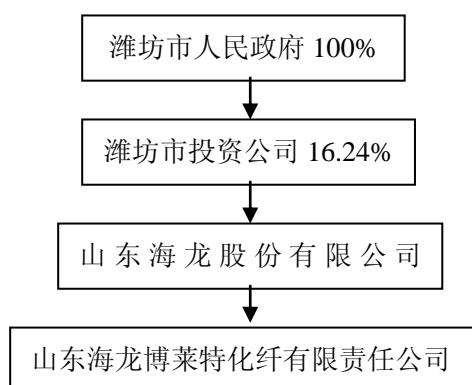 潍坊市人民政府 100%
潍坊市投资公司 16.24%
山东海龙股份有限公司
山东海龙博莱特化纤有限责任公司